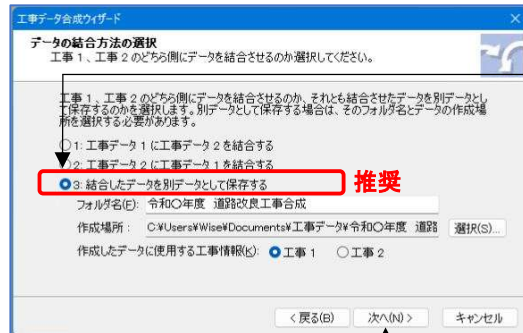 工事データ合成ウィザード
データの結合方法の選択
工事1、工事2のどちら側にデータを結合させるのか選択してください。
工事1、工事2のどちら側にデータを結合させるのか、それとも結合させたデータを別データとし
て保存するのかを選択します。別データとして保存する場合は、そのフォルダ名とデータの作成場
所を選択する必要があります。
1: 工事データ1に工事データ2を結合する
2: 工事データ2に工事データ1を結合する
3: 結合したデータを別データとして保存する
推奨
フォルダ名(F): 令和〇年度 道路改良工事合成
作成場所: C:¥Users¥Wise¥Documents¥工事データ¥令和〇年度 道路 選択(S)...
作成したデータに使用する工事情報(K): 工事1 工事2
< 戻る(B) 次へ(N) > キャンセル